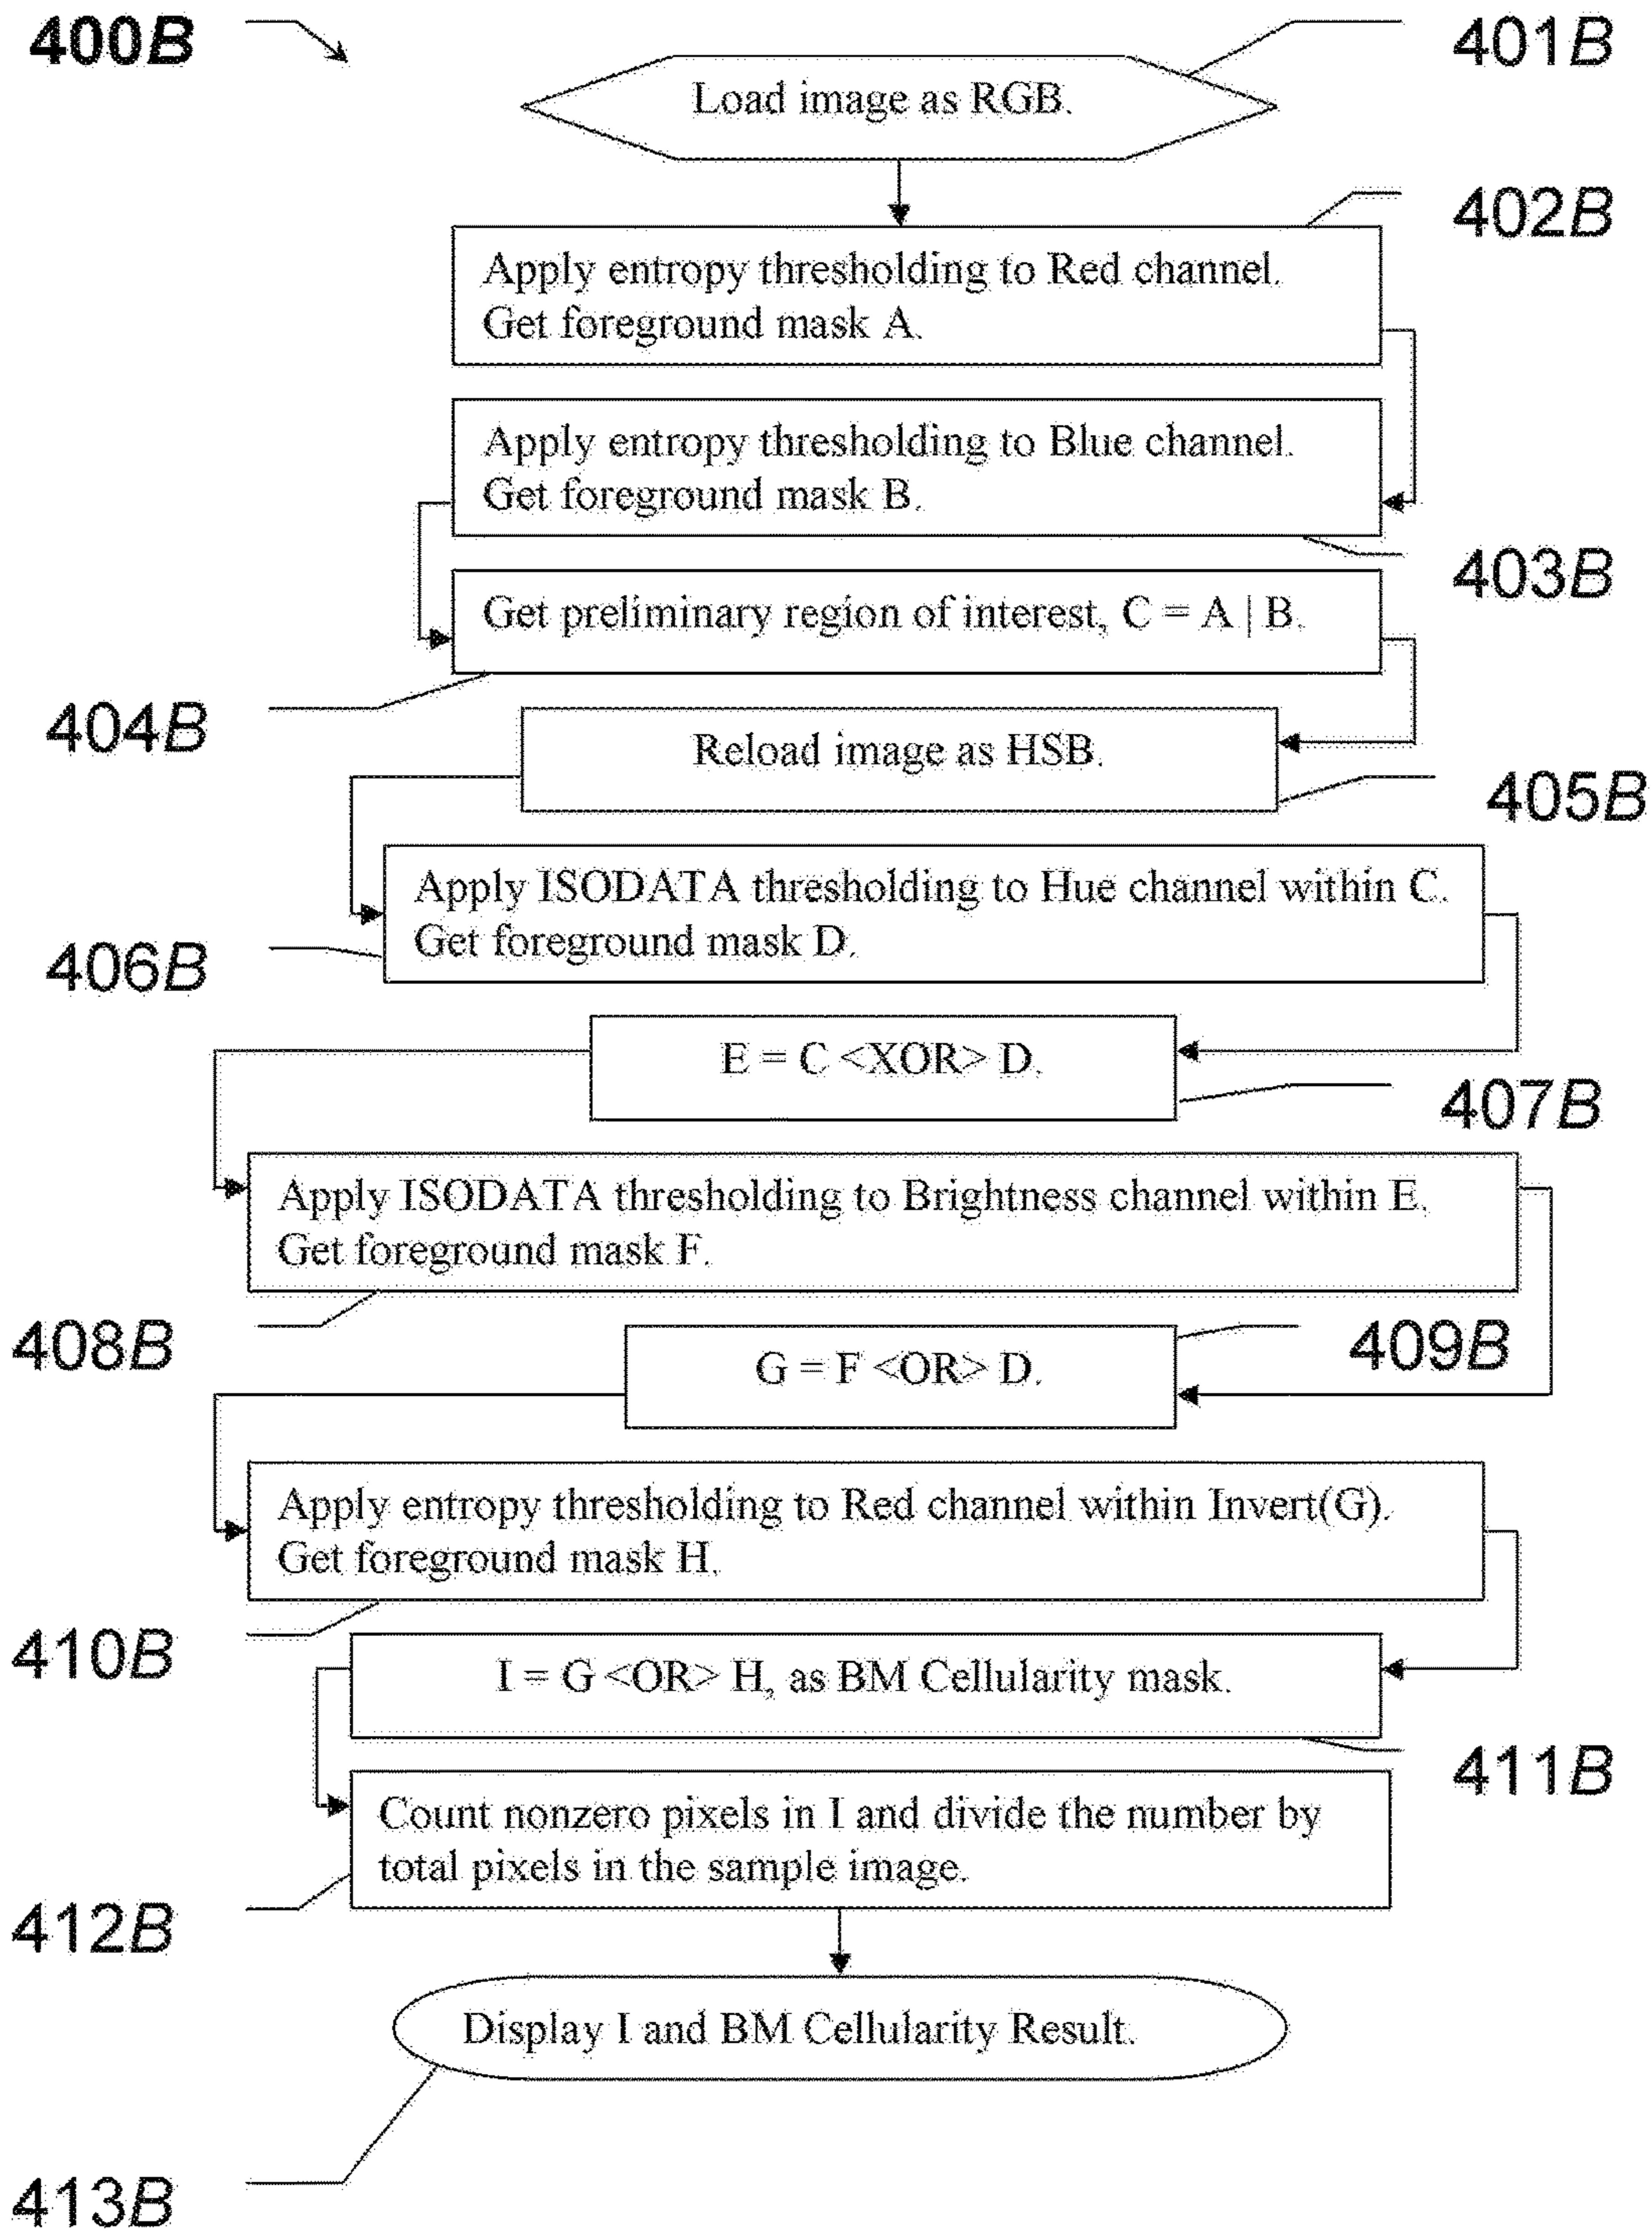 400B
401B
Load image as RGB.
402B
Apply entropy thresholding to Red channel.
Get foreground mask A.
Apply entropy thresholding to Blue channel.
Get foreground mask B.
403B
Get preliminary region of interest, C = A | B.
404B
Reload image as HSB.
405B
Apply ISODATA thresholding to Hue channel within C.
Get foreground mask D.
406B
E = C <XOR> D.
407B
Apply ISODATA thresholding to Brightness channel within E.
Get foreground mask F.
408B
409B
G = F <OR> D.
Apply entropy thresholding to Red channel within Invert(G).
Get foreground mask H.
410B
I = G <OR> H, as BM Cellularity mask.
411B
Count nonzero pixels in I and divide the number by
total pixels in the sample image.
412B
Display I and BM Cellularity Result.
413B